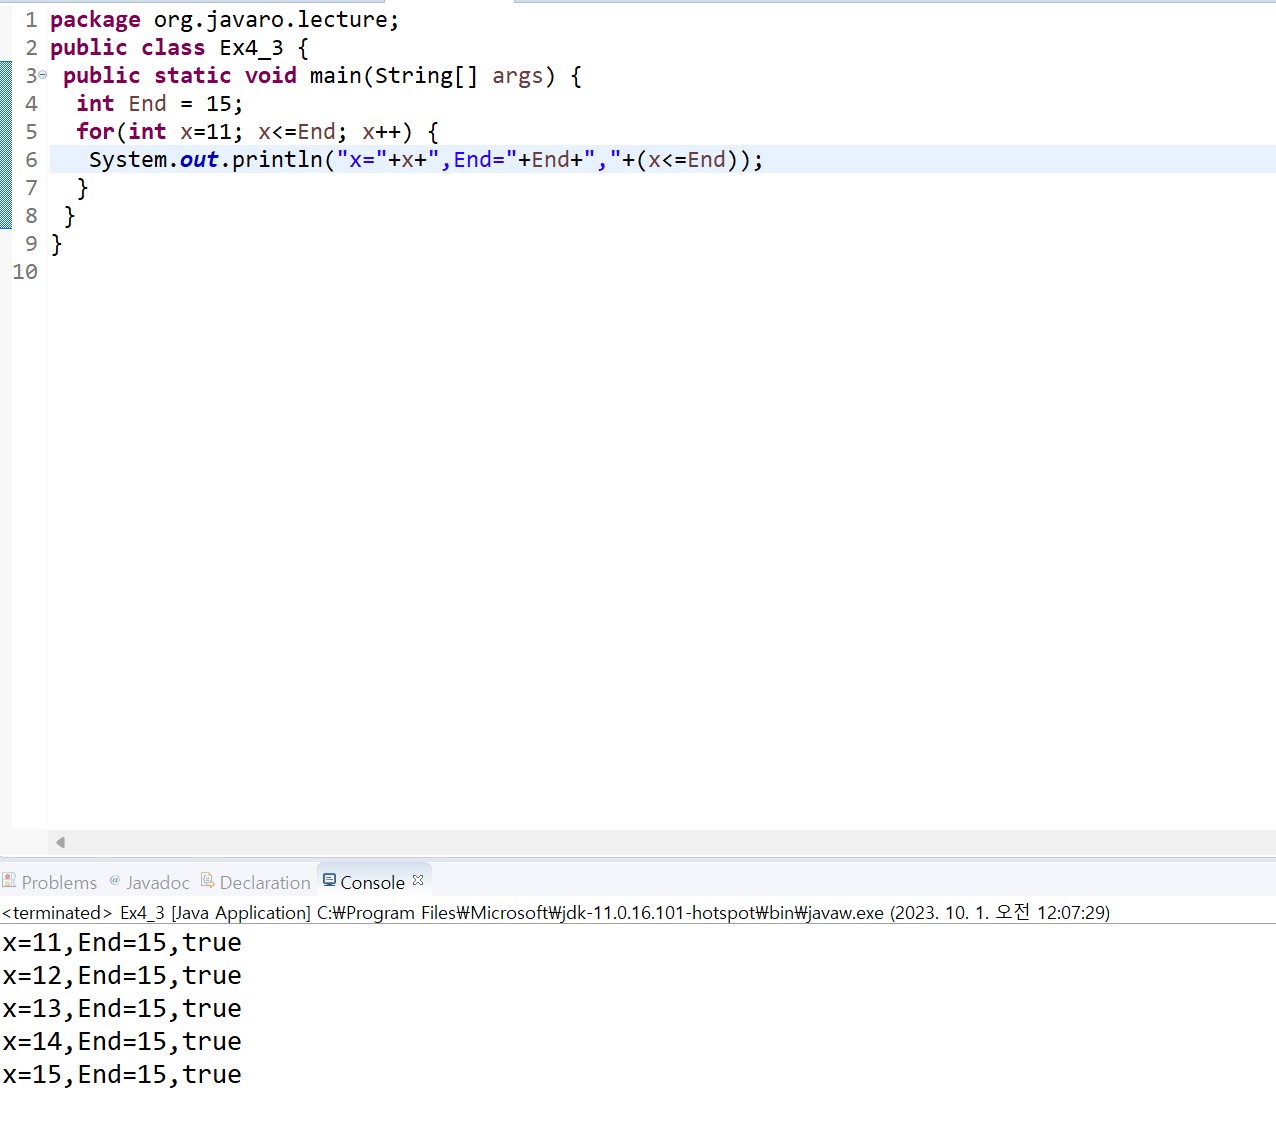 1 package org.javaro.lecture;
2 public class Ex4_3 {
3 public static void main(String[] args) {
4 int End = 15;
5 for(int x=11; x<=End; x++) {
6 System.out.println("x="+x+",End="+End+","+(x<=End));
7 }
8 }
9 }
10
Problems @ Javadoc Declaration Console
<terminated> Ex4_3 [Java Application] C:₩Program Files₩Microsoft₩jdk-11.0.16.101-hotspot₩bin₩javaw.exe (2023. 10. 1. 오전 12:07:29)
x=11,End=15,true
x=12,End=15,true
x=13,End=15,true
x=14,End=15,true
x=15,End=15,true